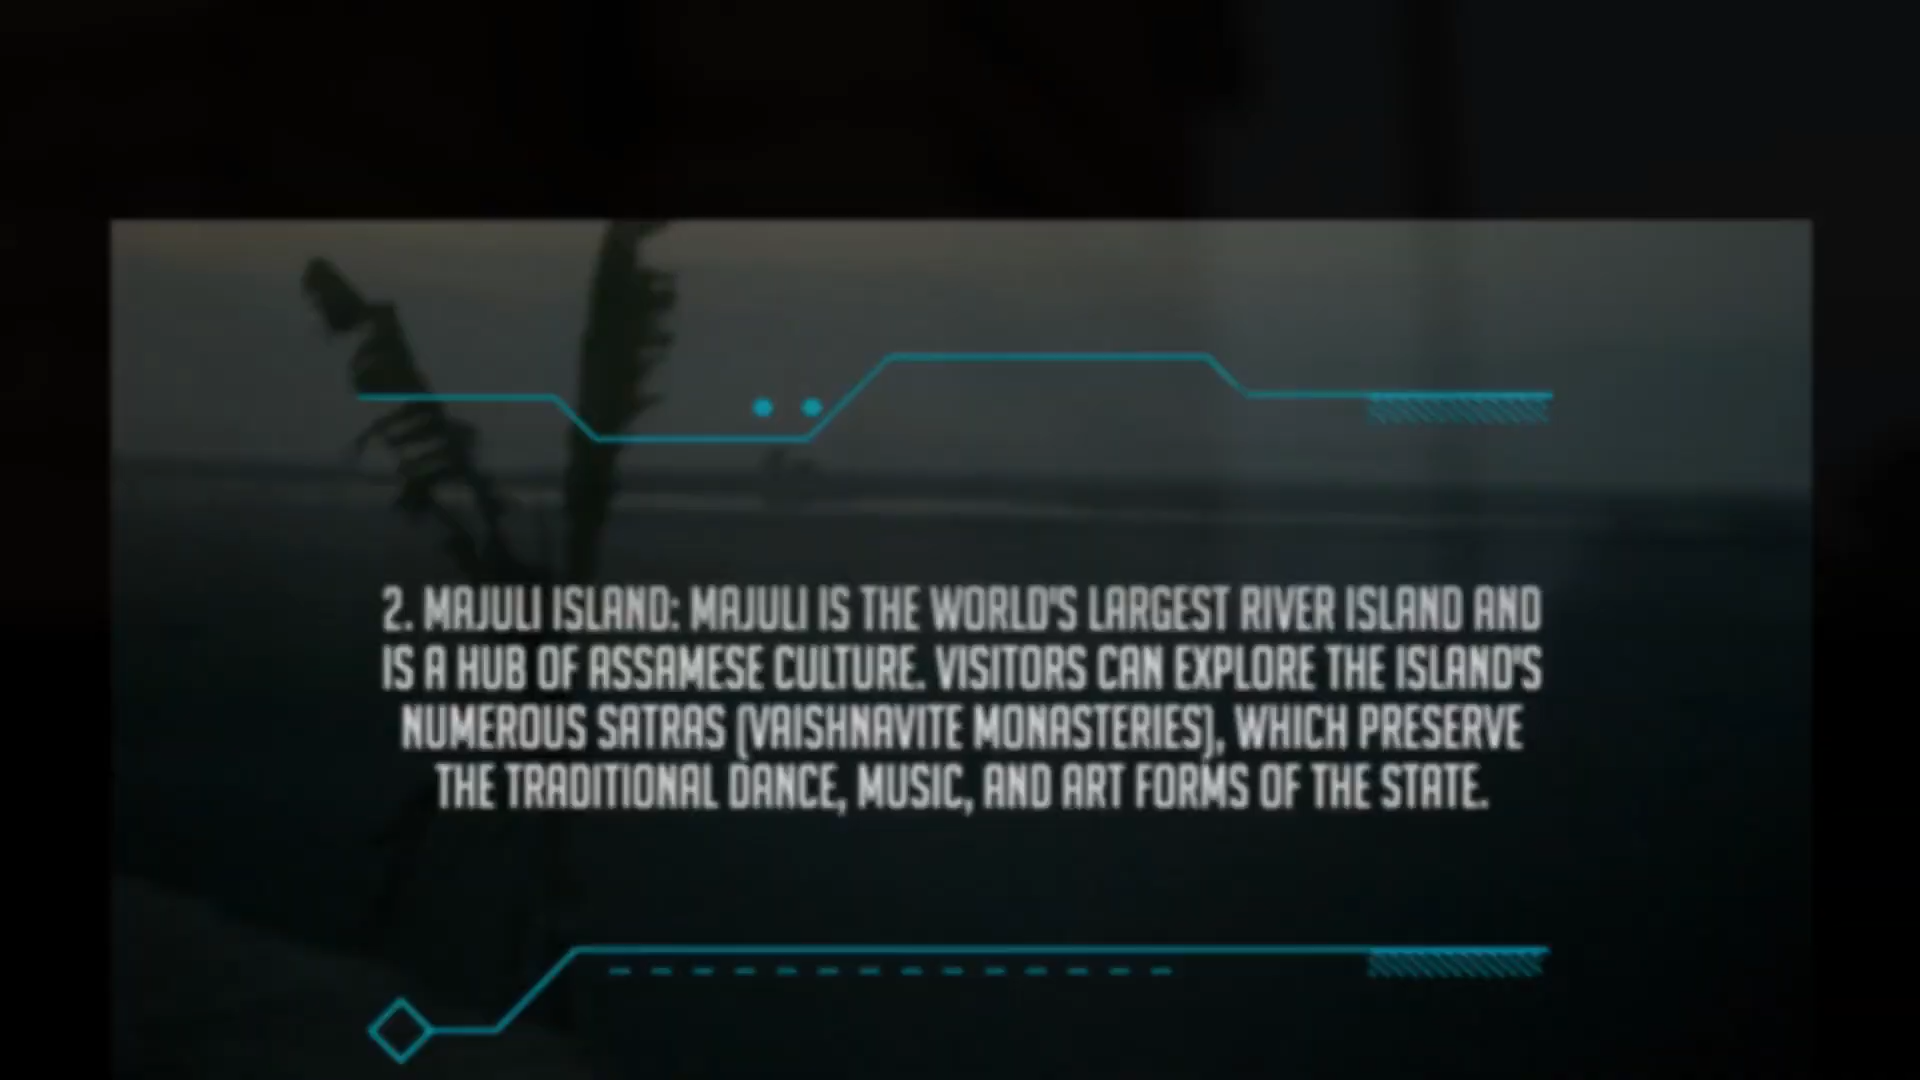 2. MAJULI ISLAND: MAJULI IS THE WORLD'S LARGEST RIVER ISLAND AND
IS A HUB OF ASSAMESE CULTURE. VISITORS CAN EXPLORE THE ISLAND'S
NUMEROUS SATRAS (VAISHNAVITE MONASTERIES), WHICH PRESERVE
THE TRADITIONAL DANCE, MUSIC, AND ART FORMS OF THE STATE.